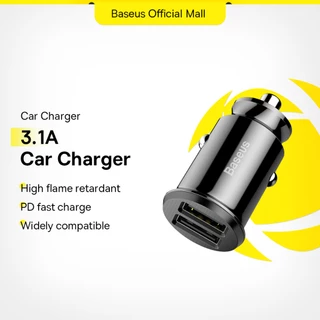 Baseus Official Mall
Car Charger
3.1A
Car Charger
High flame retardant
PD fast charge
Widely compatible
Baseus